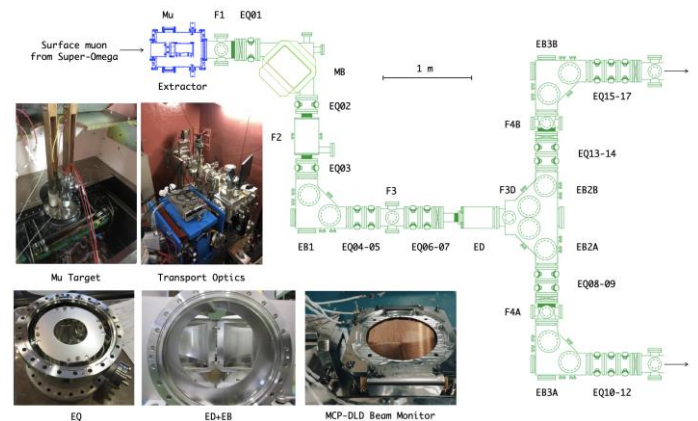 Mu
F1
EQ01
EB3B
Surface muon
from Super-Omega
Extractor
MB
1 m
EQ15-17
EQ02
F2
F4B
EQ13-14
EQ03
F3
F3D
EB2B
EB2A
EB1
EQ04-05
EQ06-07
ED
Mu Target
Transport Optics
EQ08-09
F4A
EQ
ED+EB
MCP-DLD Beam Monitor
EB3A
EQ10-12